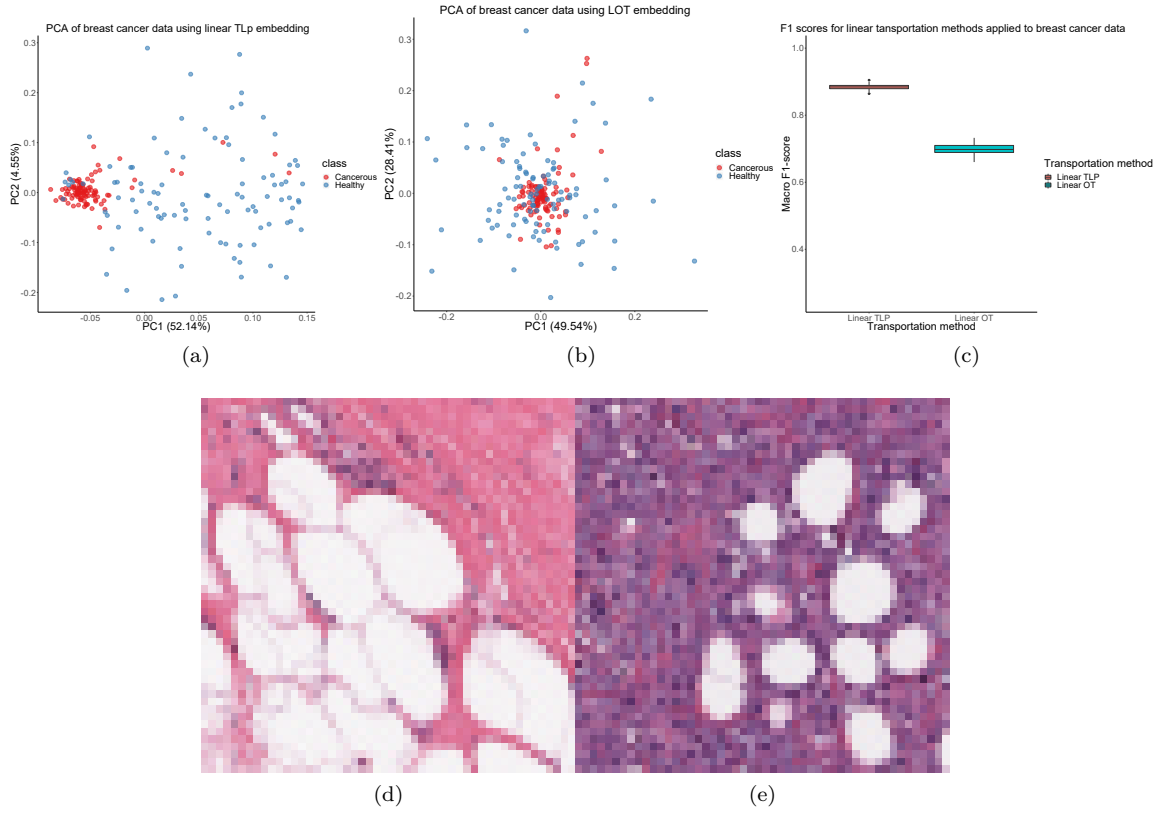 PCA of breast cancer data using linear TLp embedding
0.3
0.2
0.1
0.0
-0.1
-0.2
PC2 (4.55%)
-0.05
0.00
0.05
0.10
0.15
PC1 (52.14%)
class
Cancerous
Healthy
(a)
PCA of breast cancer data using LOT embedding
0.3
0.2
0.1
0.0
-0.1
-0.2
PC2 (28.41%)
-0.2
0.0
0.2
PC1 (49.54%)
class
Cancerous
Healthy
(b)
F1 scores for linear tansportation methods applied to breast cancer data
1.0
0.8
0.6
0.4
Macro F1-score
Linear TLP
Linear OT
Transportation method
Transportation method
Linear TLP
Linear OT
(c)
(d)
(e)